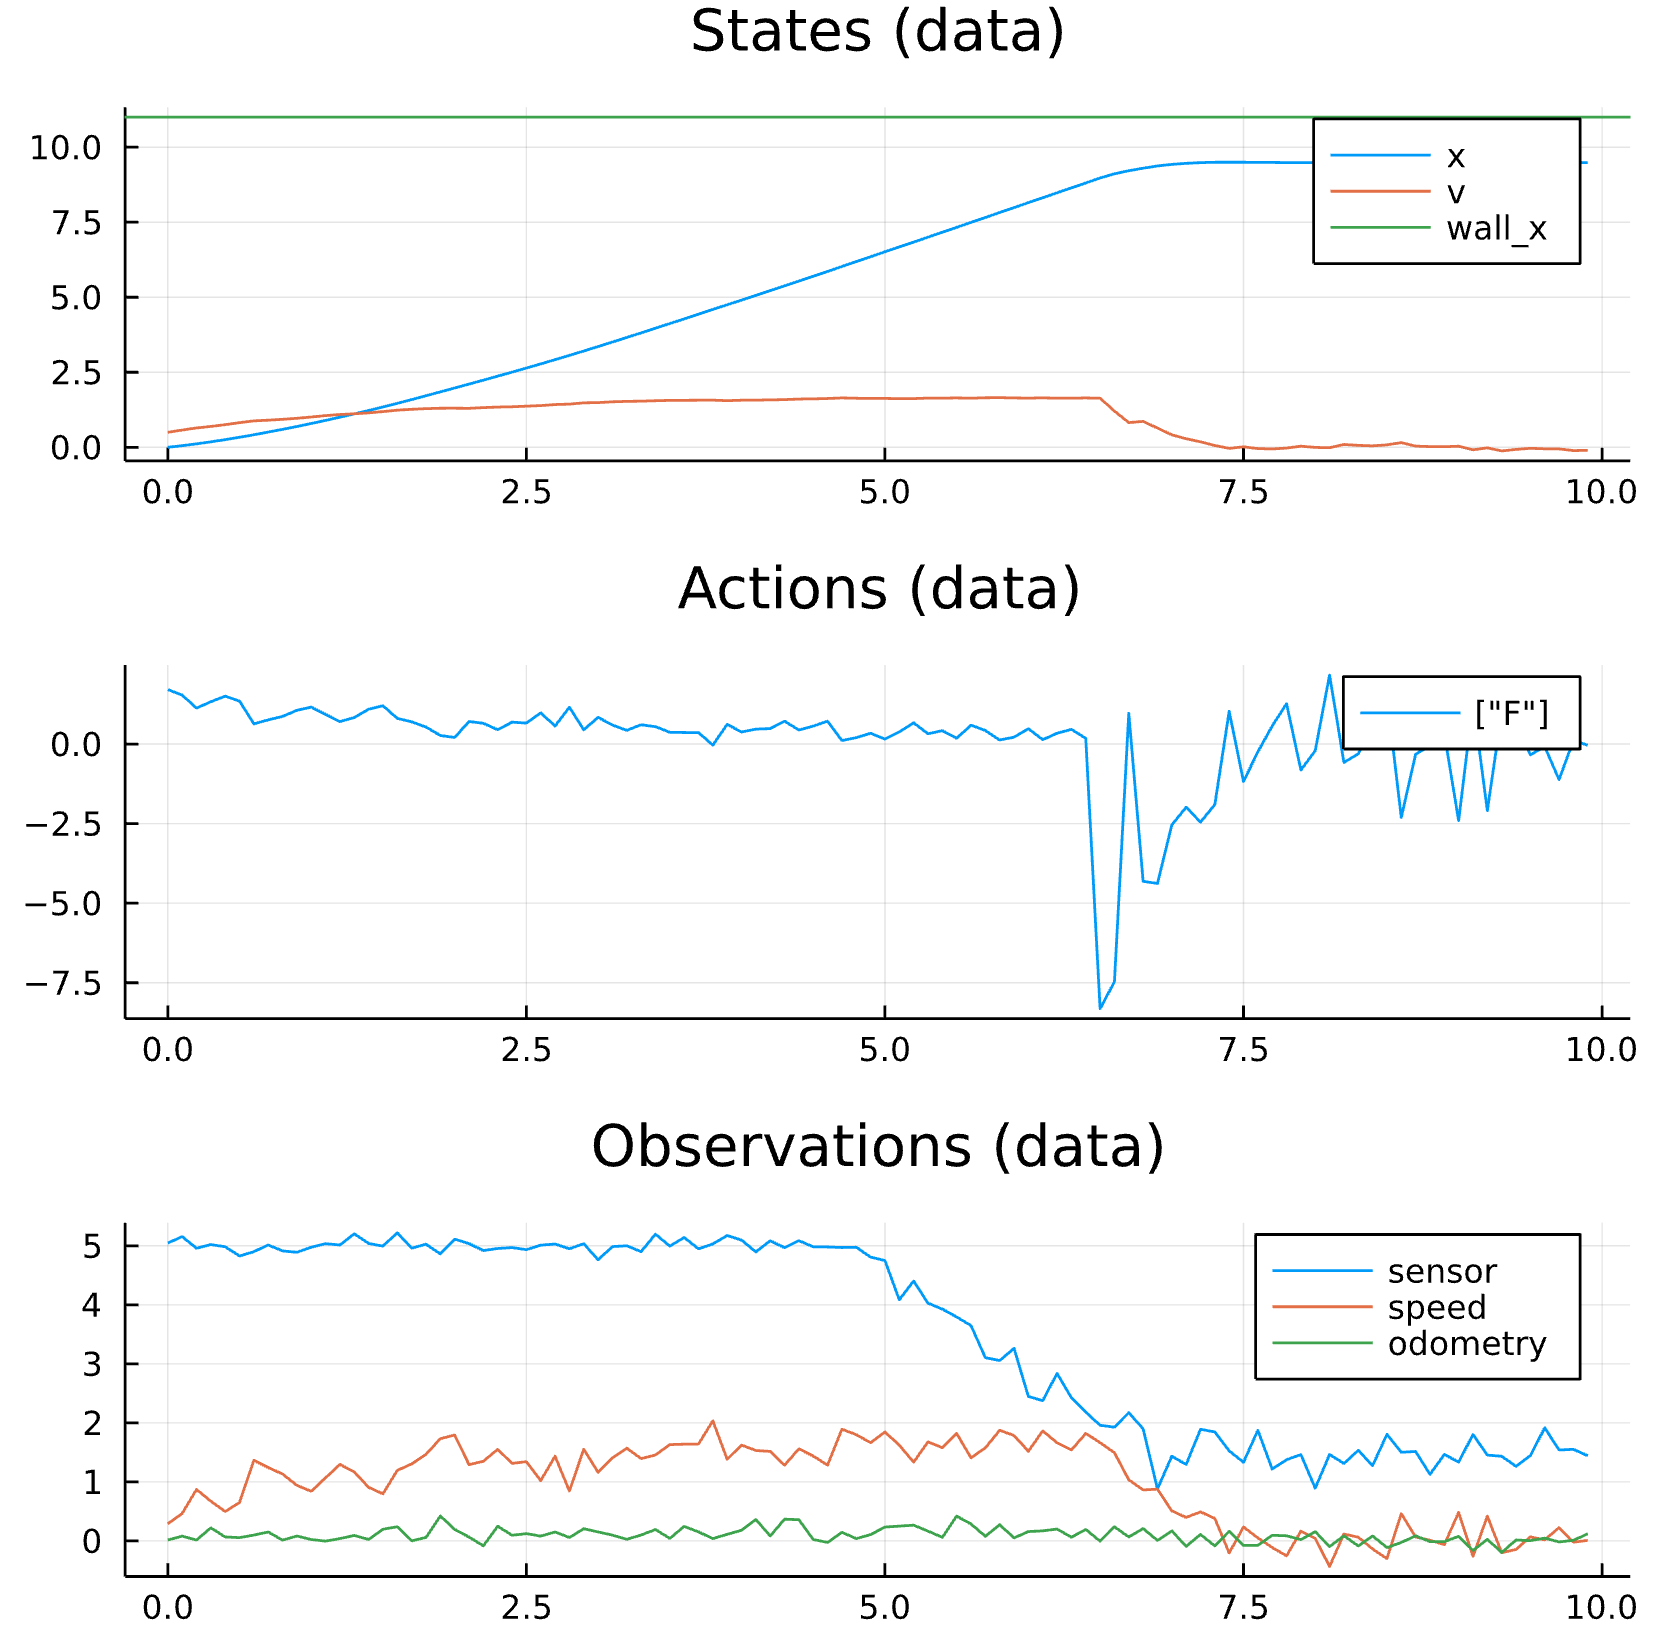 States (data)
10.0
7.5
5.0
2.5
0.0
x
v
wall_x
0.0 2.5 5.0 7.5 10.0
Actions (data)
0.0
−2.5
−5.0
−7.5
["F"]
0.0 2.5 5.0 7.5 10.0
Observations (data)
5
4
3
2
1
0
sensor
speed
odometry
0.0 2.5 5.0 7.5 10.0